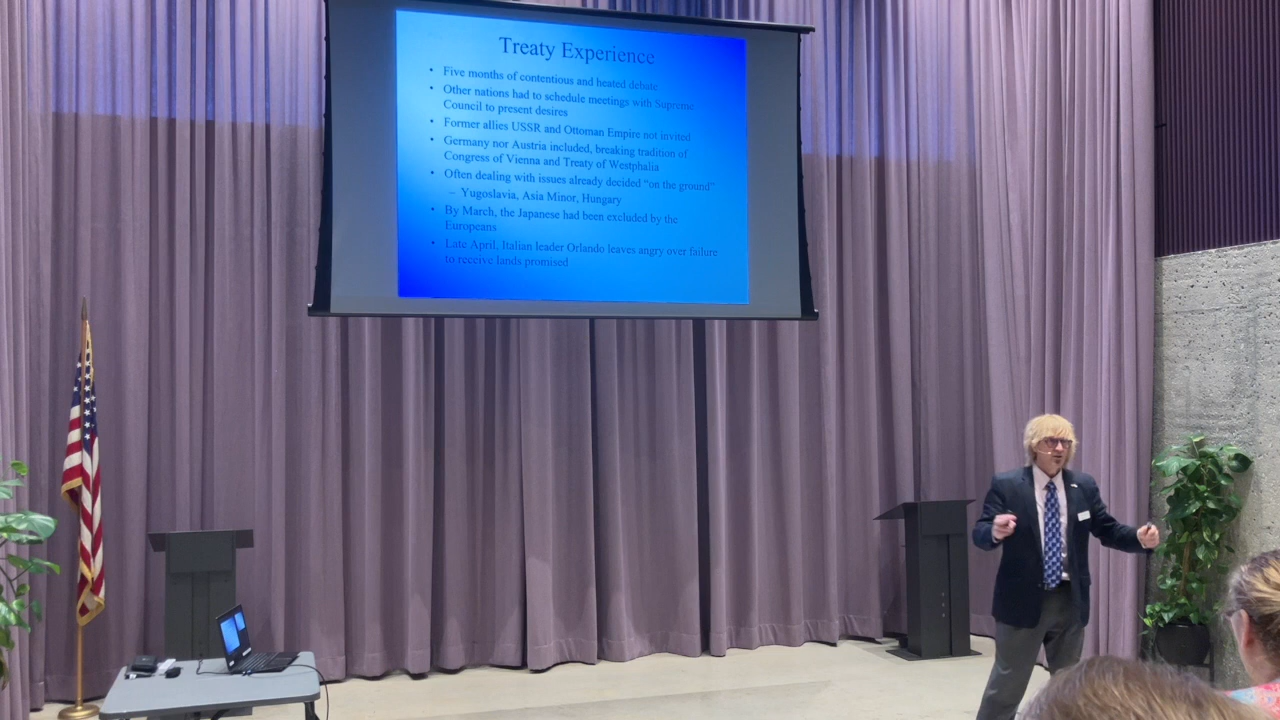 Treaty Experience
• Five months of contentious and heated debate
• Other nations had to schedule meetings with Supreme
Council to present desires
• Former allies USSR and Ottoman Empire not invited
• Germany nor Austria included, breaking tradition of
Congress of Vienna and Treaty of Westphalia
• Often dealing with issues already decided “on the ground”
– Yugoslavia, Asia Minor, Hungary
• By March, the Japanese had been excluded by the
Europeans
• Late April, Italian leader Orlando leaves angry over failure
to receive lands promised